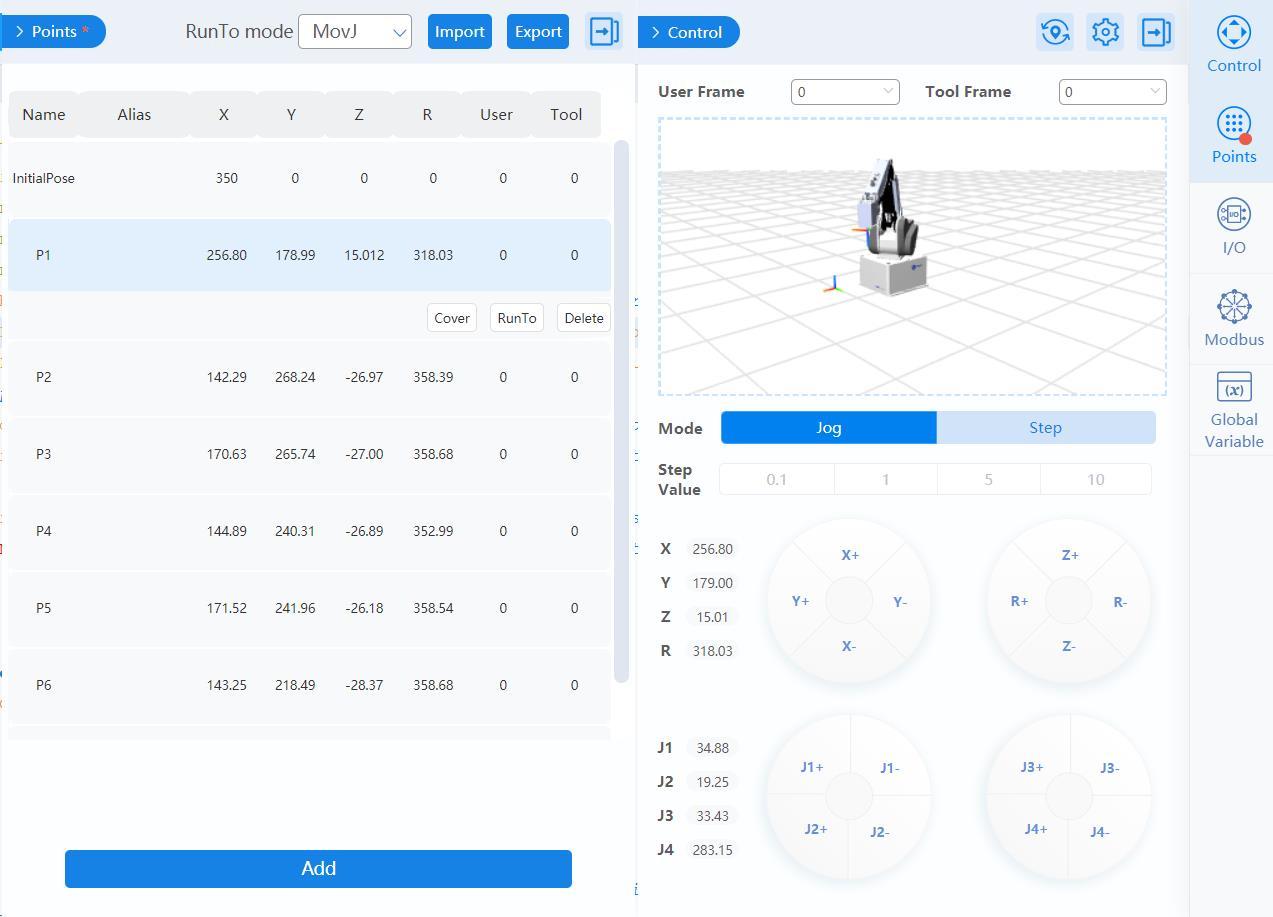 Points *
RunTo mode MovJ Import Export
Name Alias X Y Z R User Tool
InitialPose 350 0 0 0 0 0
P1 256.80 178.99 15.012 318.03 0 0
Cover RunTo Delete
P2 142.29 268.24 -26.97 358.39 0 0
P3 170.63 265.74 -27.00 358.68 0 0
P4 144.89 240.31 -26.89 352.99 0 0
P5 171.52 241.96 -26.18 358.54 0 0
P6 143.25 218.49 -28.37 358.68 0 0
Add
Control
User Frame 0 Tool Frame 0
Mode Jog Step
Step
Value 0.1 1 5 10
X 256.80
Y 179.00
Z 15.01
R 318.03
X+
Y+ Y-
X-
Z+
R+ R-
Z-
J1 34.88
J2 19.25
J3 33.43
J4 283.15
J1+ J1-
J2+ J2-
J3+ J3-
J4+ J4-
Control
Points
I/O
I/O
Modbus
(x)
Global
Variable